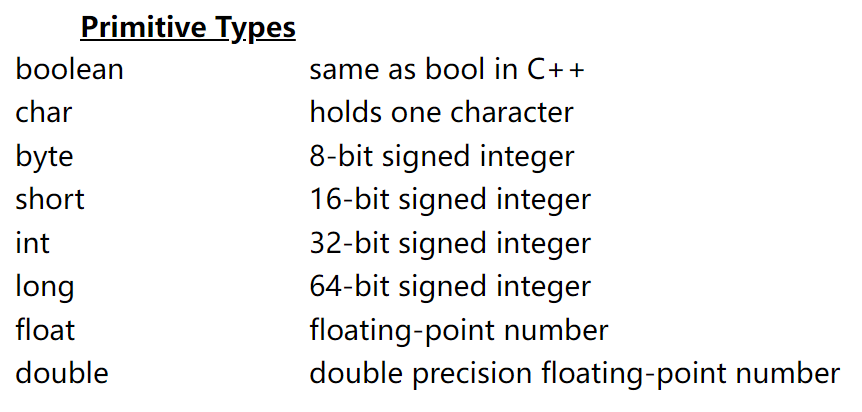 Primitive Types
boolean same as bool in C++
char holds one character
byte 8-bit signed integer
short 16-bit signed integer
int 32-bit signed integer
long 64-bit signed integer
float floating-point number
double double precision floating-point number